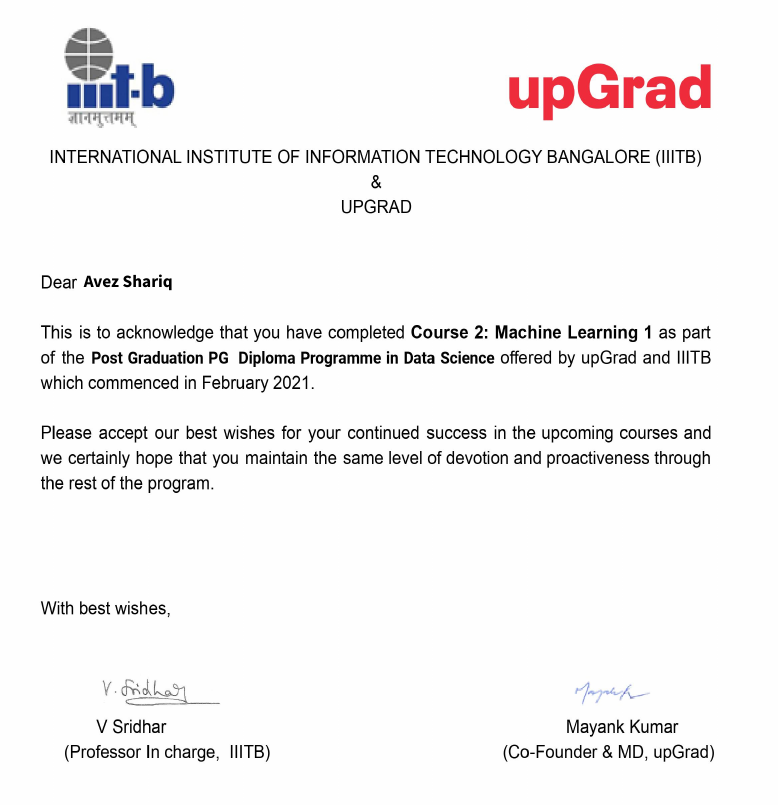 iiit-b
ज्ञानमुत्तमम्
upGrad
INTERNATIONAL INSTITUTE OF INFORMATION TECHNOLOGY BANGALORE (IIITB)
&
UPGRAD
Dear Avez Shariq
This is to acknowledge that you have completed Course 2: Machine Learning 1 as part
of the Post Graduation PG Diploma Programme in Data Science offered by upGrad and IIITB
which commenced in February 2021.
Please accept our best wishes for your continued success in the upcoming courses and
we certainly hope that you maintain the same level of devotion and proactiveness through
the rest of the program.
With best wishes,
V. Sridhar
Mayank
V Sridhar
Mayank Kumar
(Professor In charge, IIITB)
(Co-Founder & MD, upGrad)